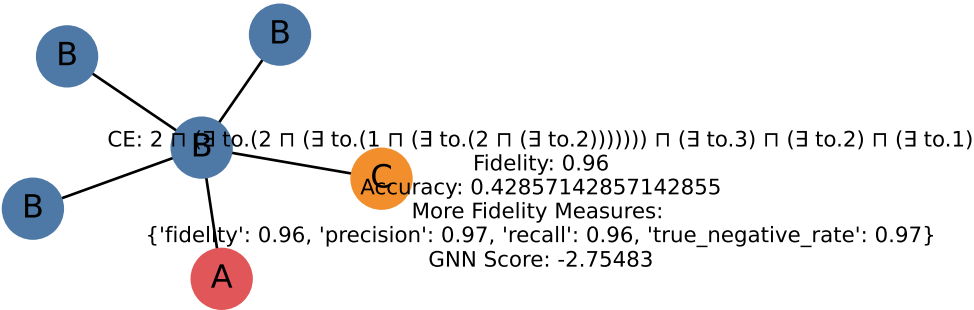 B
B
CE: 2 ⊓ (∃ to.(2 ⊓ (∃ to.(1 ⊓ (∃ to.(2 ⊓ (∃ to.2))))))) ⊓ (∃ to.3) ⊓ (∃ to.2) ⊓ (∃ to.1)
B
Fidelity: 0.96
C
Accuracy: 0.42857142857142855
B
More Fidelity Measures:
{'fidelity': 0.96, 'precision': 0.97, 'recall': 0.96, 'true_negative_rate': 0.97}
GNN Score: -2.75483
A